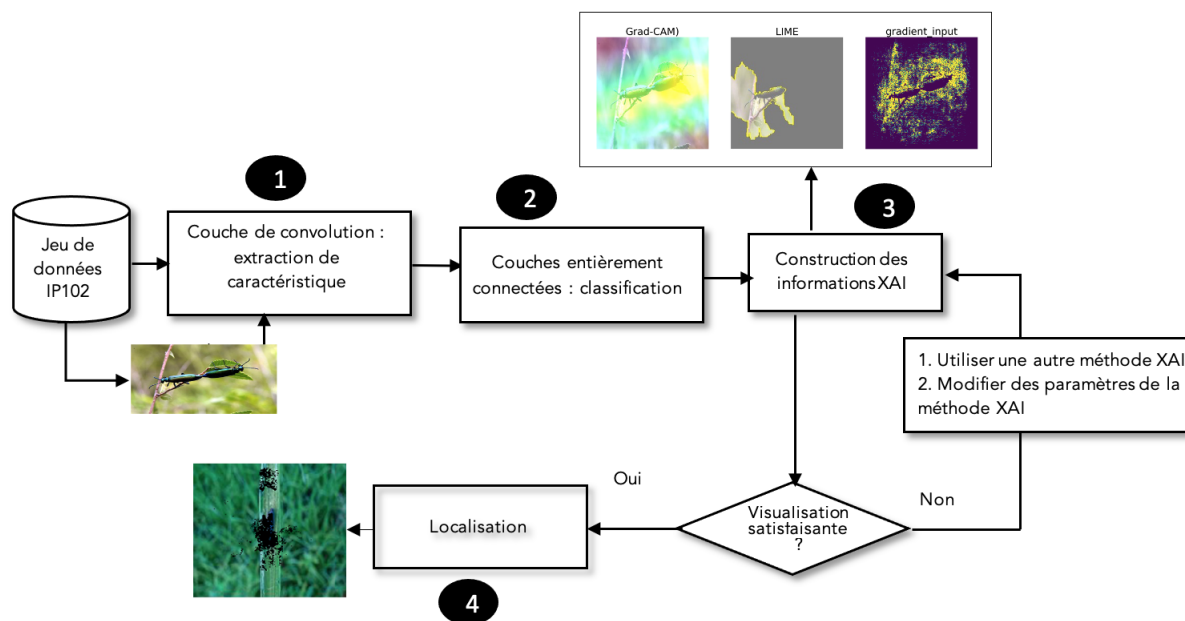 Grad-CAM)
LIME
gradient_input
1
2
3
Jeu de
données
IP102
Couche de convolution :
extraction de
caractéristique
Couches entièrement
connectées : classification
Construction des
informations XAI
1. Utiliser une autre méthode XAI
2. Modifier des paramètres de la
méthode XAI
Oui
Non
Localisation
Visualisation
satisfaisante
?
4